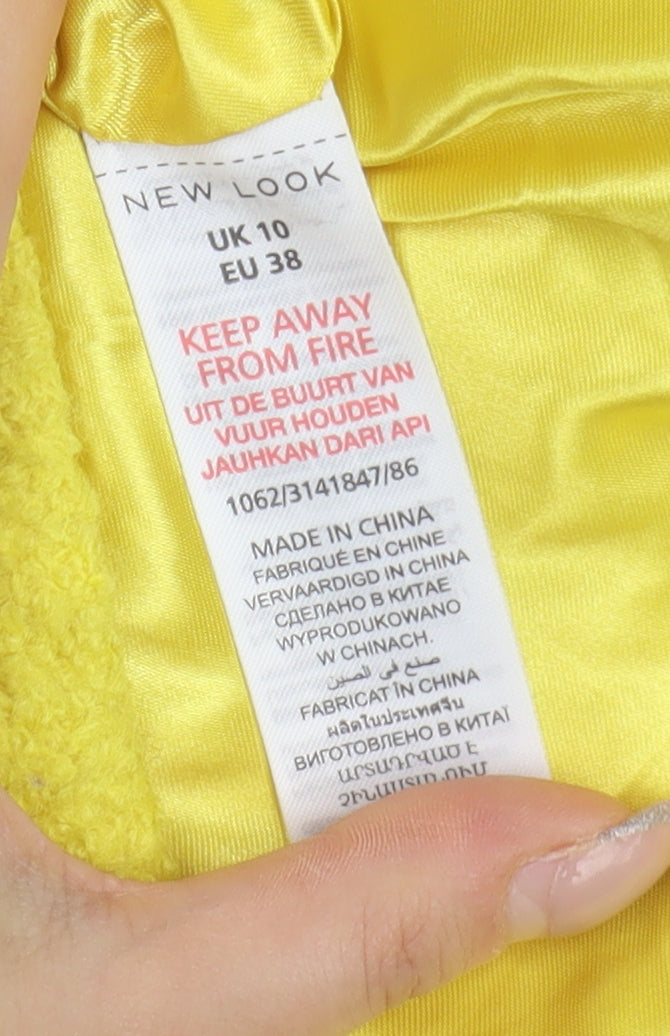 NEW LOOK
UK 10
EU 38
KEEP AWAY
FROM FIRE
UIT DE BUURT VAN
VUUR HOUDEN
JAUHKAN DARI API
1062/3141847/86
MADE IN CHINA
FABRIQUÉ EN CHINE
VERVAARDIGD IN CHINA
СДЕЛАНО В КИТАЕ
WYPRODUKOWANO
W CHINACH.
صنع في الصين
FABRICAT ÎN CHINA
ผลิตในประเทศจีน
ВИГОТОВЛЕНО В КИТАЇ
ԱՐՏԱԴՐՎԱԾ Է
ՉԻՆԱՍՏԱՆՈՒՄ